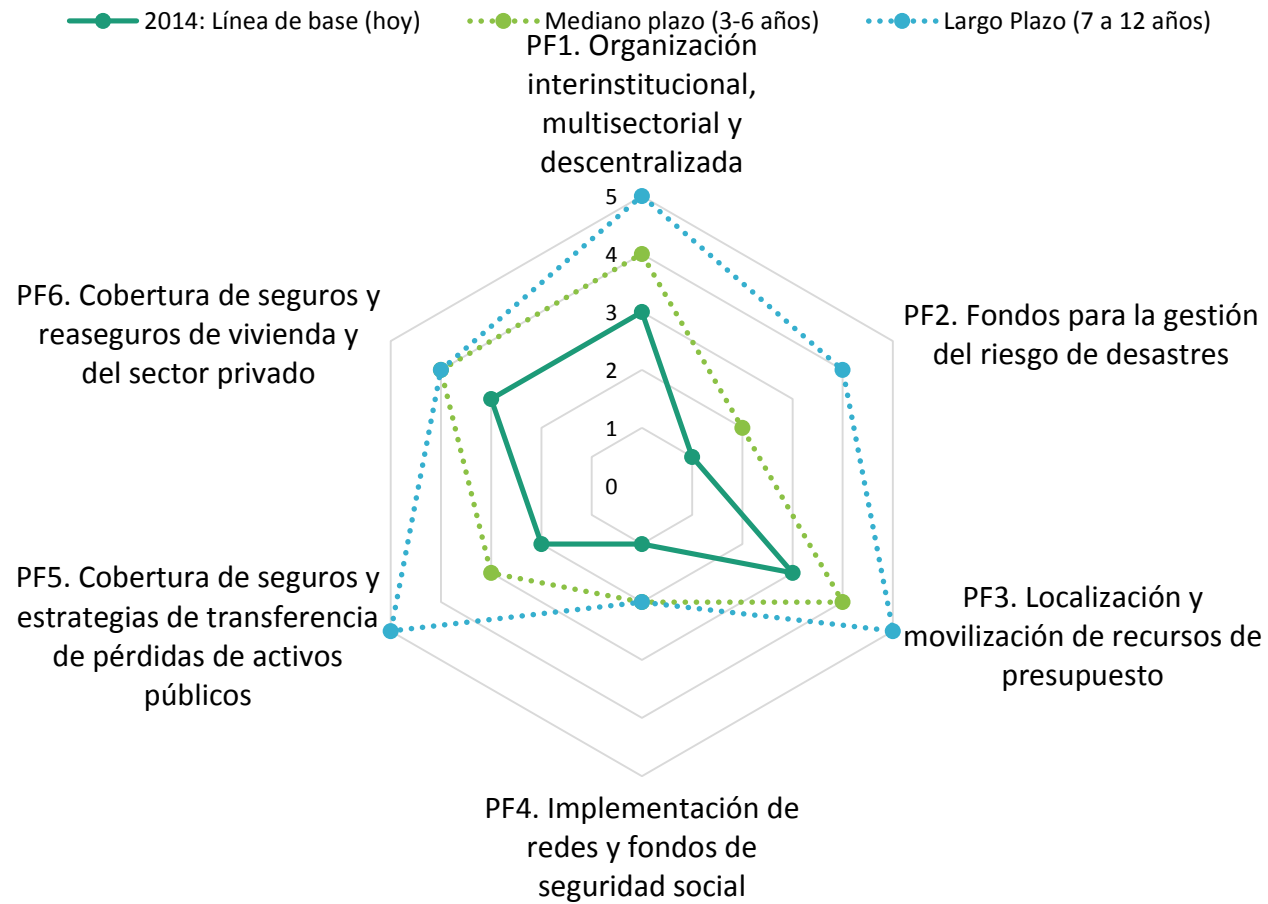 2014: Línea de base (hoy)
Mediano plazo (3-6 años)
Largo Plazo (7 a 12 años)
PF1. Organización
interinstitucional,
multisectorial y
descentralizada
5
4
3
2
1
0
PF2. Fondos para la gestión
del riesgo de desastres
PF3. Localización y
movilización de recursos de
presupuesto
PF4. Implementación de
redes y fondos de
seguridad social
PF5. Cobertura de seguros y
estrategias de transferencia
de pérdidas de activos
públicos
PF6. Cobertura de seguros y
reaseguros de vivienda y
del sector privado